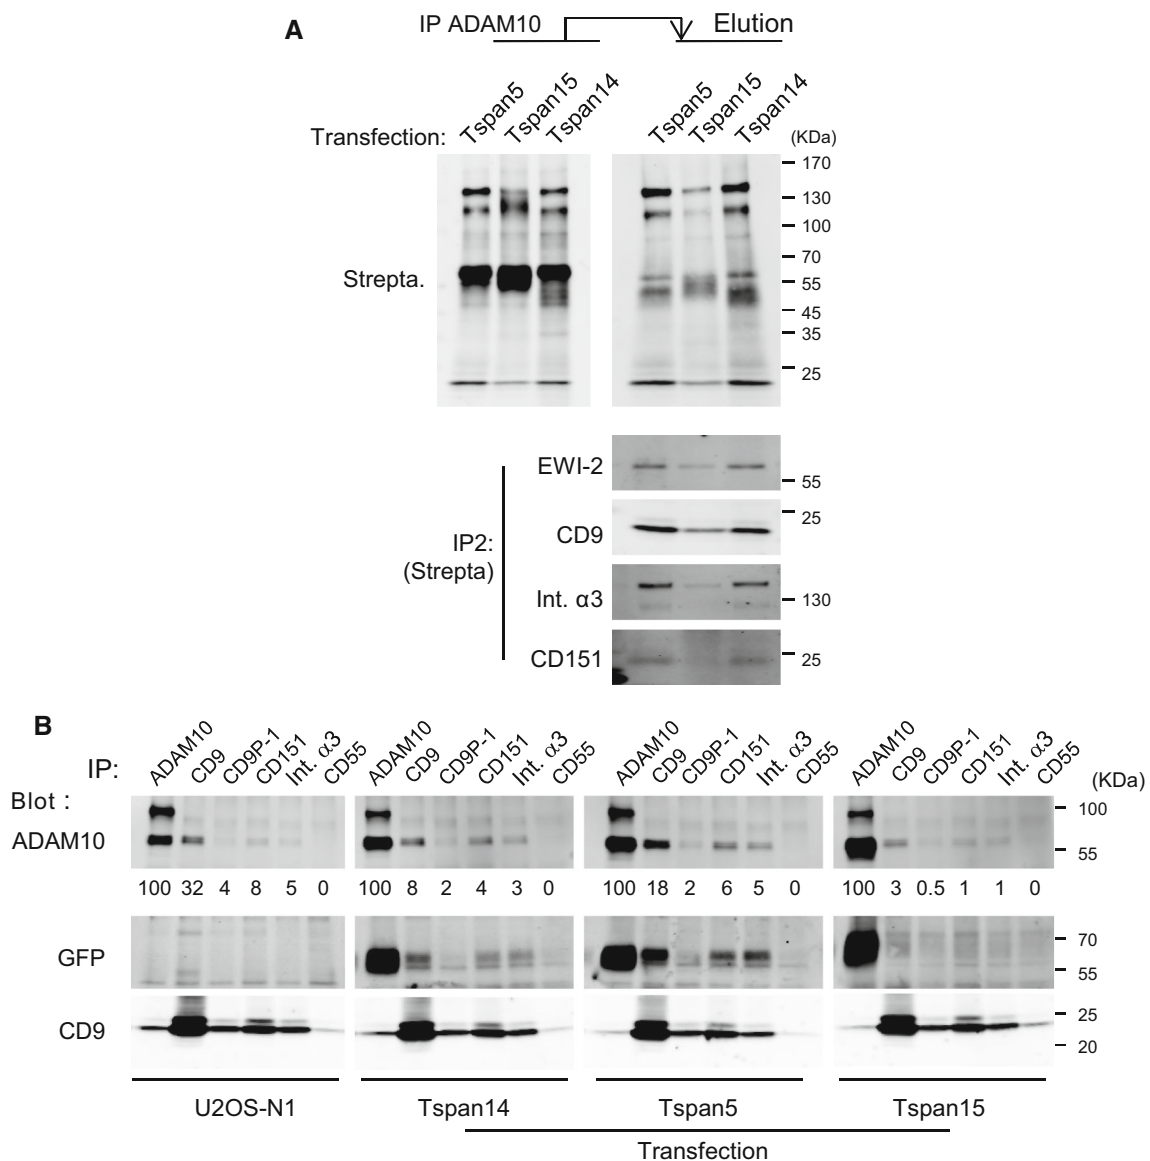 A
IP ADAM10
Elution
Transfection:
Tspan5
Tspan15
Tspan14
Tspan5
Tspan15
Tspan14
(KDa)
170
130
100
70
55
45
35
25
Strepta.
IP2:
(Strepta)
EWI-2
55
CD9
25
Int. α3
130
CD151
25
B
IP:
ADAM10 CD9 CD9P-1 CD151 Int. α3 CD55
ADAM10 CD9 CD9P-1 CD151 Int. α3 CD55
ADAM10 CD9 CD9P-1 CD151 Int. α3 CD55
ADAM10 CD9 CD9P-1 CD151 Int. α3 CD55
(KDa)
Blot :
ADAM10
100
55
100 32 4 8 5 0 100 8 2 4 3 0 100 18 2 6 5 0 100 3 0.5 1 1 0
GFP
70
55
CD9
25
20
U2OS-N1 Tspan14 Tspan5 Tspan15
Transfection